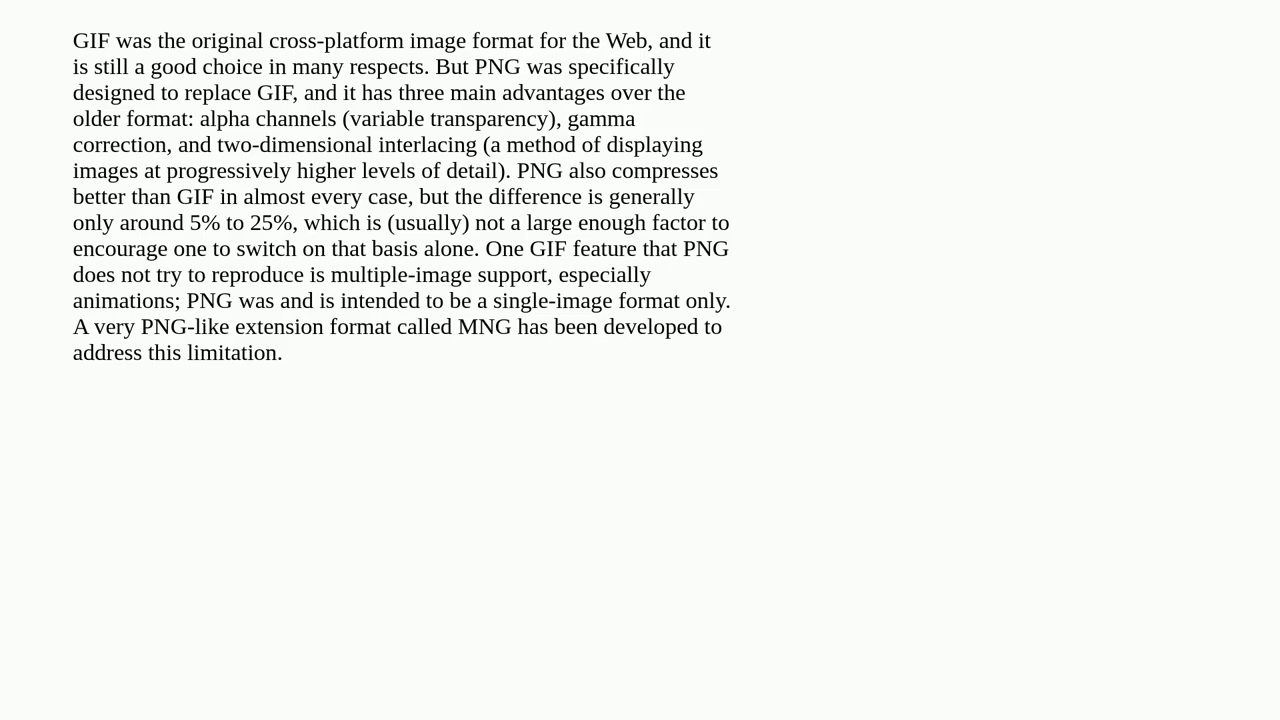 GIF was the original cross-platform image format for the Web, and it
is still a good choice in many respects. But PNG was specifically
designed to replace GIF, and it has three main advantages over the
older format: alpha channels (variable transparency), gamma
correction, and two-dimensional interlacing (a method of displaying
images at progressively higher levels of detail). PNG also compresses
better than GIF in almost every case, but the difference is generally
only around 5% to 25%, which is (usually) not a large enough factor to
encourage one to switch on that basis alone. One GIF feature that PNG
does not try to reproduce is multiple-image support, especially
animations; PNG was and is intended to be a single-image format only.
A very PNG-like extension format called MNG has been developed to
address this limitation.